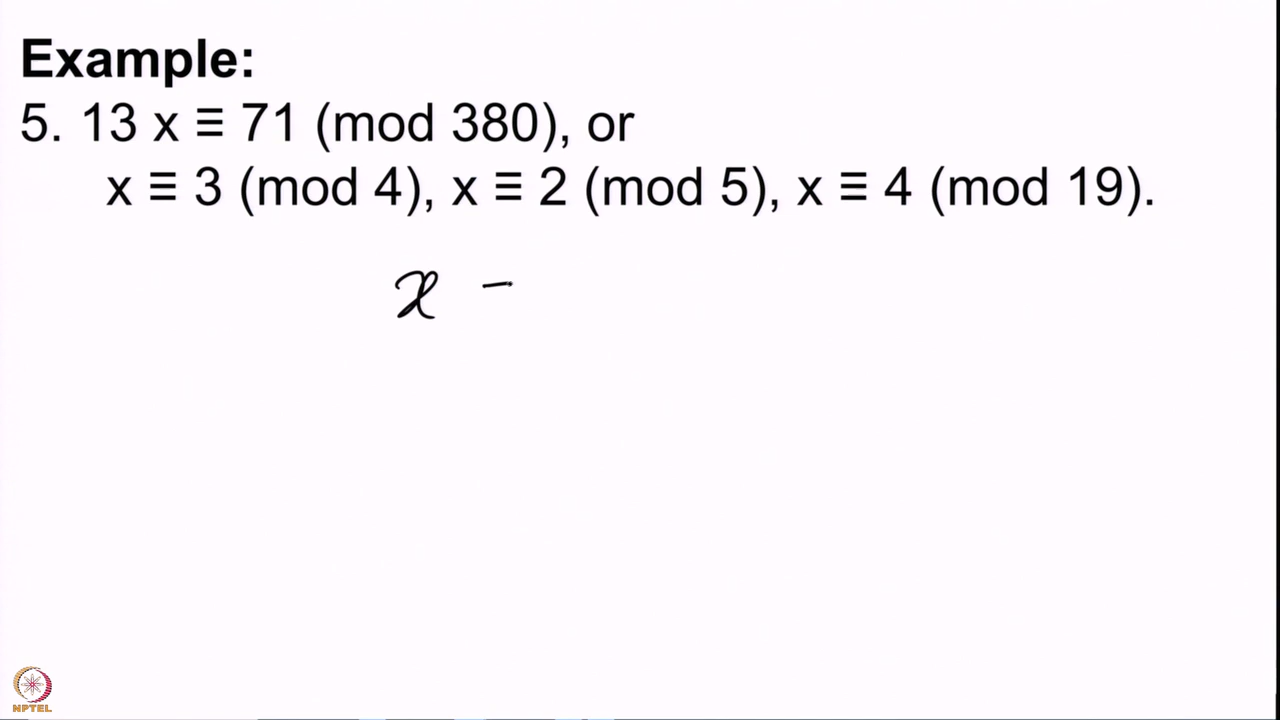 Example:
5. 13 x ≡ 71 (mod 380), or
x ≡ 3 (mod 4), x ≡ 2 (mod 5), x ≡ 4 (mod 19).
x -
NPTEL